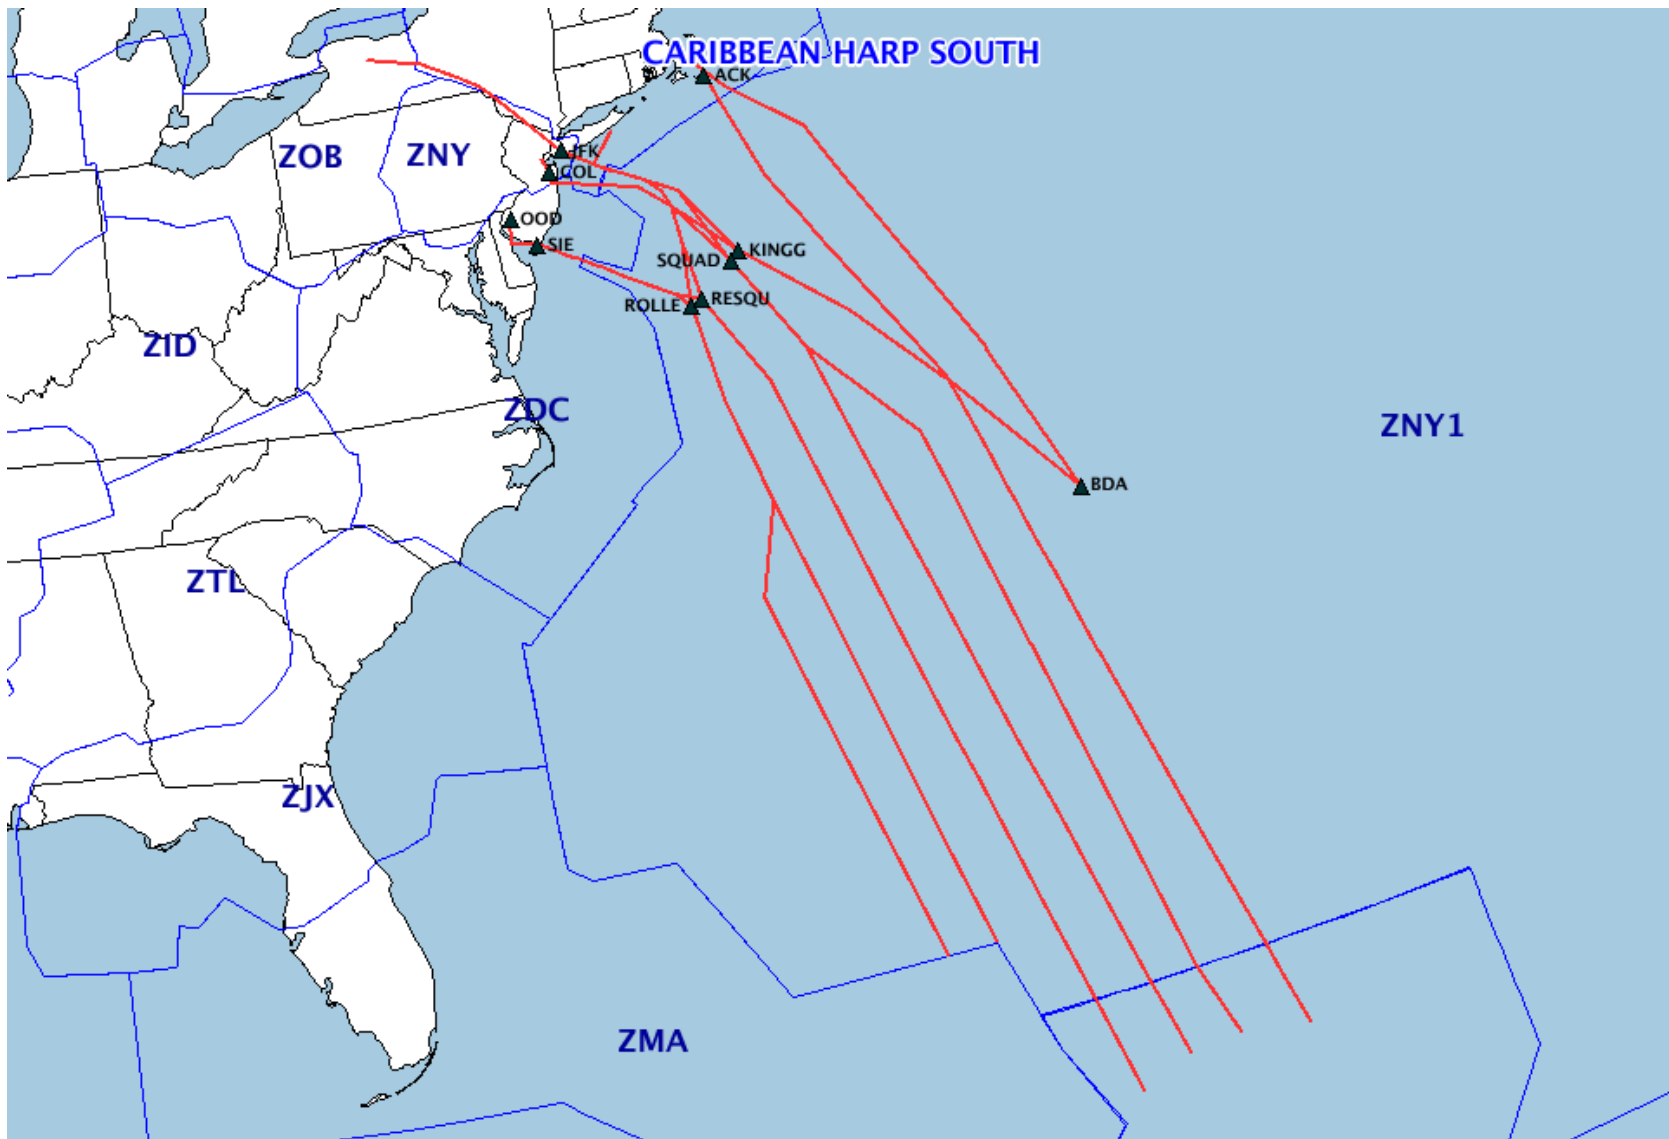 CARIBBEAN HARP SOUTH
ACK
JFK
ZOB
ZNY
COL
OOD
SIE
KINGG
SQUAD
RESQU
ROLLE
ZID
ZDC
ZNY1
BDA
ZTL
ZJX
ZMA